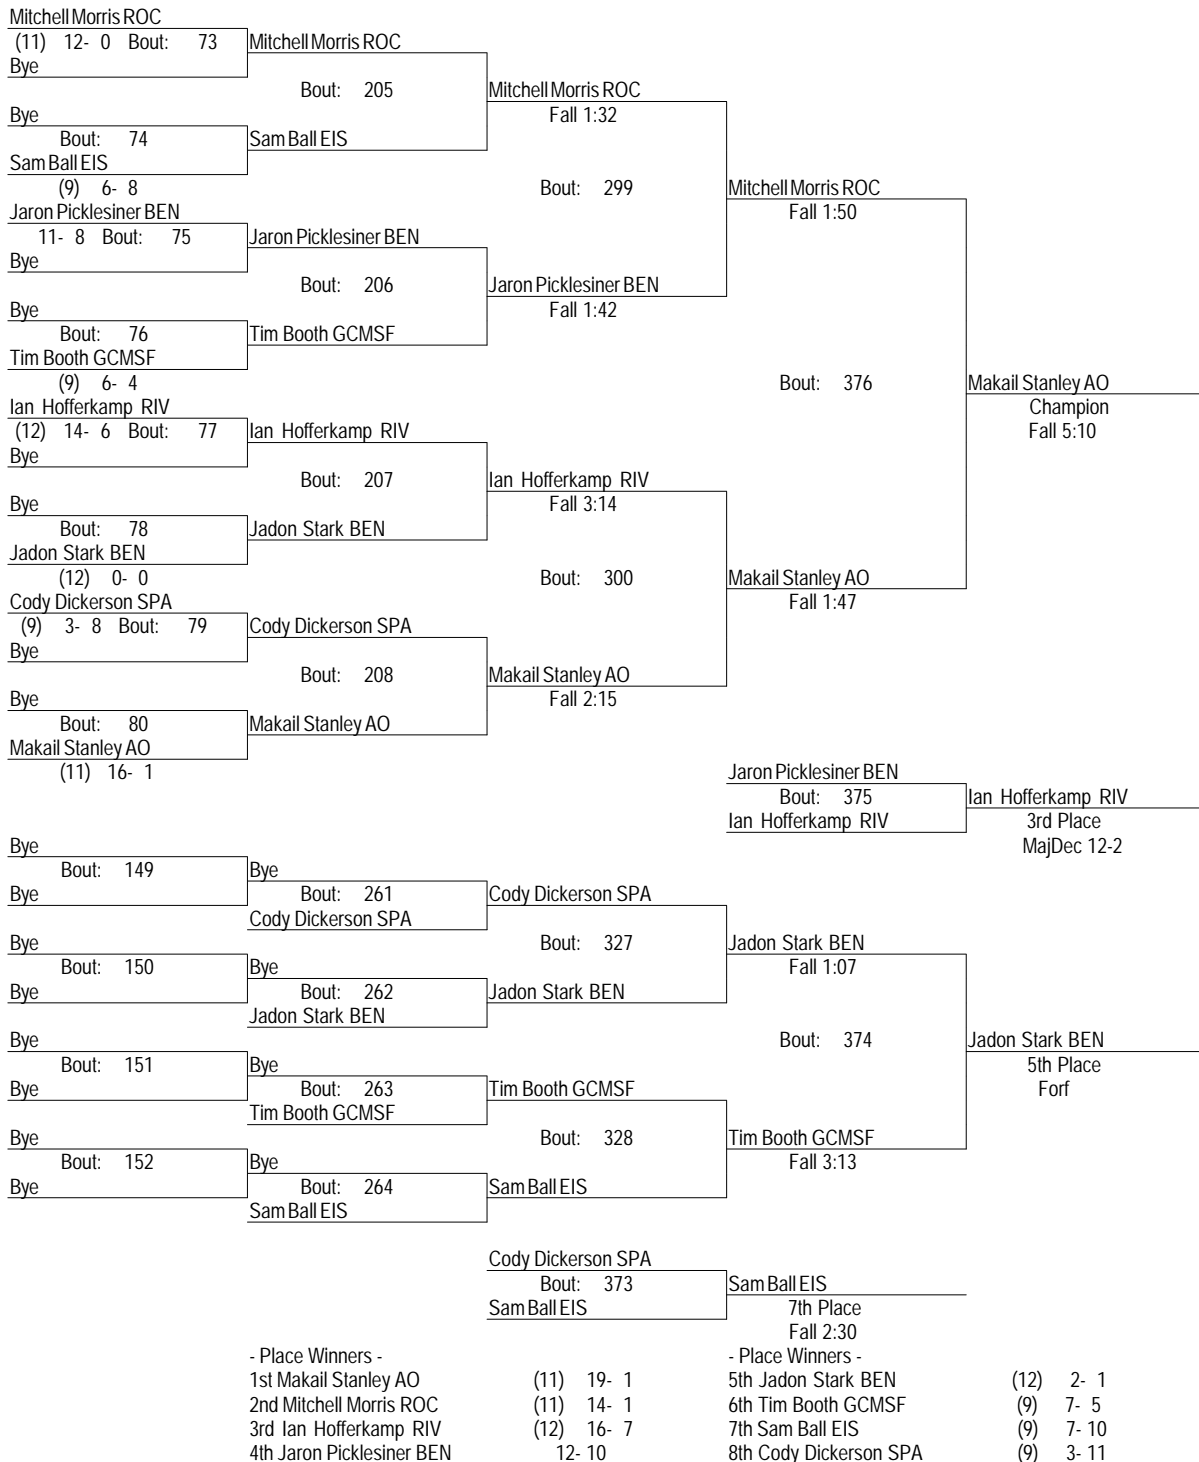 Mitchell Morris ROC
(11) 12- 0 Bout: 73 Mitchell Morris ROC
Bye
Bout: 205 Mitchell Morris ROC
Bye Fall 1:32
Bout: 74 Sam Ball EIS
Sam Ball EIS
(9) 6- 8 Bout: 299 Mitchell Morris ROC
Jaron Picklesiner BEN Fall 1:50
11- 8 Bout: 75 Jaron Picklesiner BEN
Bye
Bout: 206 Jaron Picklesiner BEN
Bye Fall 1:42
Bout: 76 Tim Booth GCMSF
Tim Booth GCMSF
(9) 6- 4 Bout: 376 Makail Stanley AO
Ian Hofferkamp RIV Champion
(12) 14- 6 Bout: 77 Ian Hofferkamp RIV Fall 5:10
Bye
Bout: 207 Ian Hofferkamp RIV
Bye Fall 3:14
Bout: 78 Jadon Stark BEN
Jadon Stark BEN
(12) 0- 0 Bout: 300 Makail Stanley AO
Cody Dickerson SPA Fall 1:47
(9) 3- 8 Bout: 79 Cody Dickerson SPA
Bye
Bout: 208 Makail Stanley AO
Bye Fall 2:15
Bout: 80 Makail Stanley AO
Makail Stanley AO
(11) 16- 1 Jaron Picklesiner BEN
Bout: 375 Ian Hofferkamp RIV
Ian Hofferkamp RIV 3rd Place
Bye MajDec 12-2
Bout: 149 Bye
Bye Bout: 261 Cody Dickerson SPA
Cody Dickerson SPA
Bye Bout: 327 Jadon Stark BEN
Bout: 150 Bye Fall 1:07
Bye Bout: 262 Jadon Stark BEN
Jadon Stark BEN
Bye Bout: 374 Jadon Stark BEN
Bout: 151 Bye 5th Place
Bye Bout: 263 Tim Booth GCMSF Forf
Tim Booth GCMSF
Bye Bout: 328 Tim Booth GCMSF
Bout: 152 Bye Fall 3:13
Bye Bout: 264 Sam Ball EIS
Sam Ball EIS
Cody Dickerson SPA
Bout: 373 Sam Ball EIS
Sam Ball EIS 7th Place
Fall 2:30
- Place Winners - - Place Winners -
1st Makail Stanley AO (11) 19- 1 5th Jadon Stark BEN (12) 2- 1
2nd Mitchell Morris ROC (11) 14- 1 6th Tim Booth GCMSF (9) 7- 5
3rd Ian Hofferkamp RIV (12) 16- 7 7th Sam Ball EIS (9) 7- 10
4th Jaron Picklesiner BEN 12- 10 8th Cody Dickerson SPA (9) 3- 11